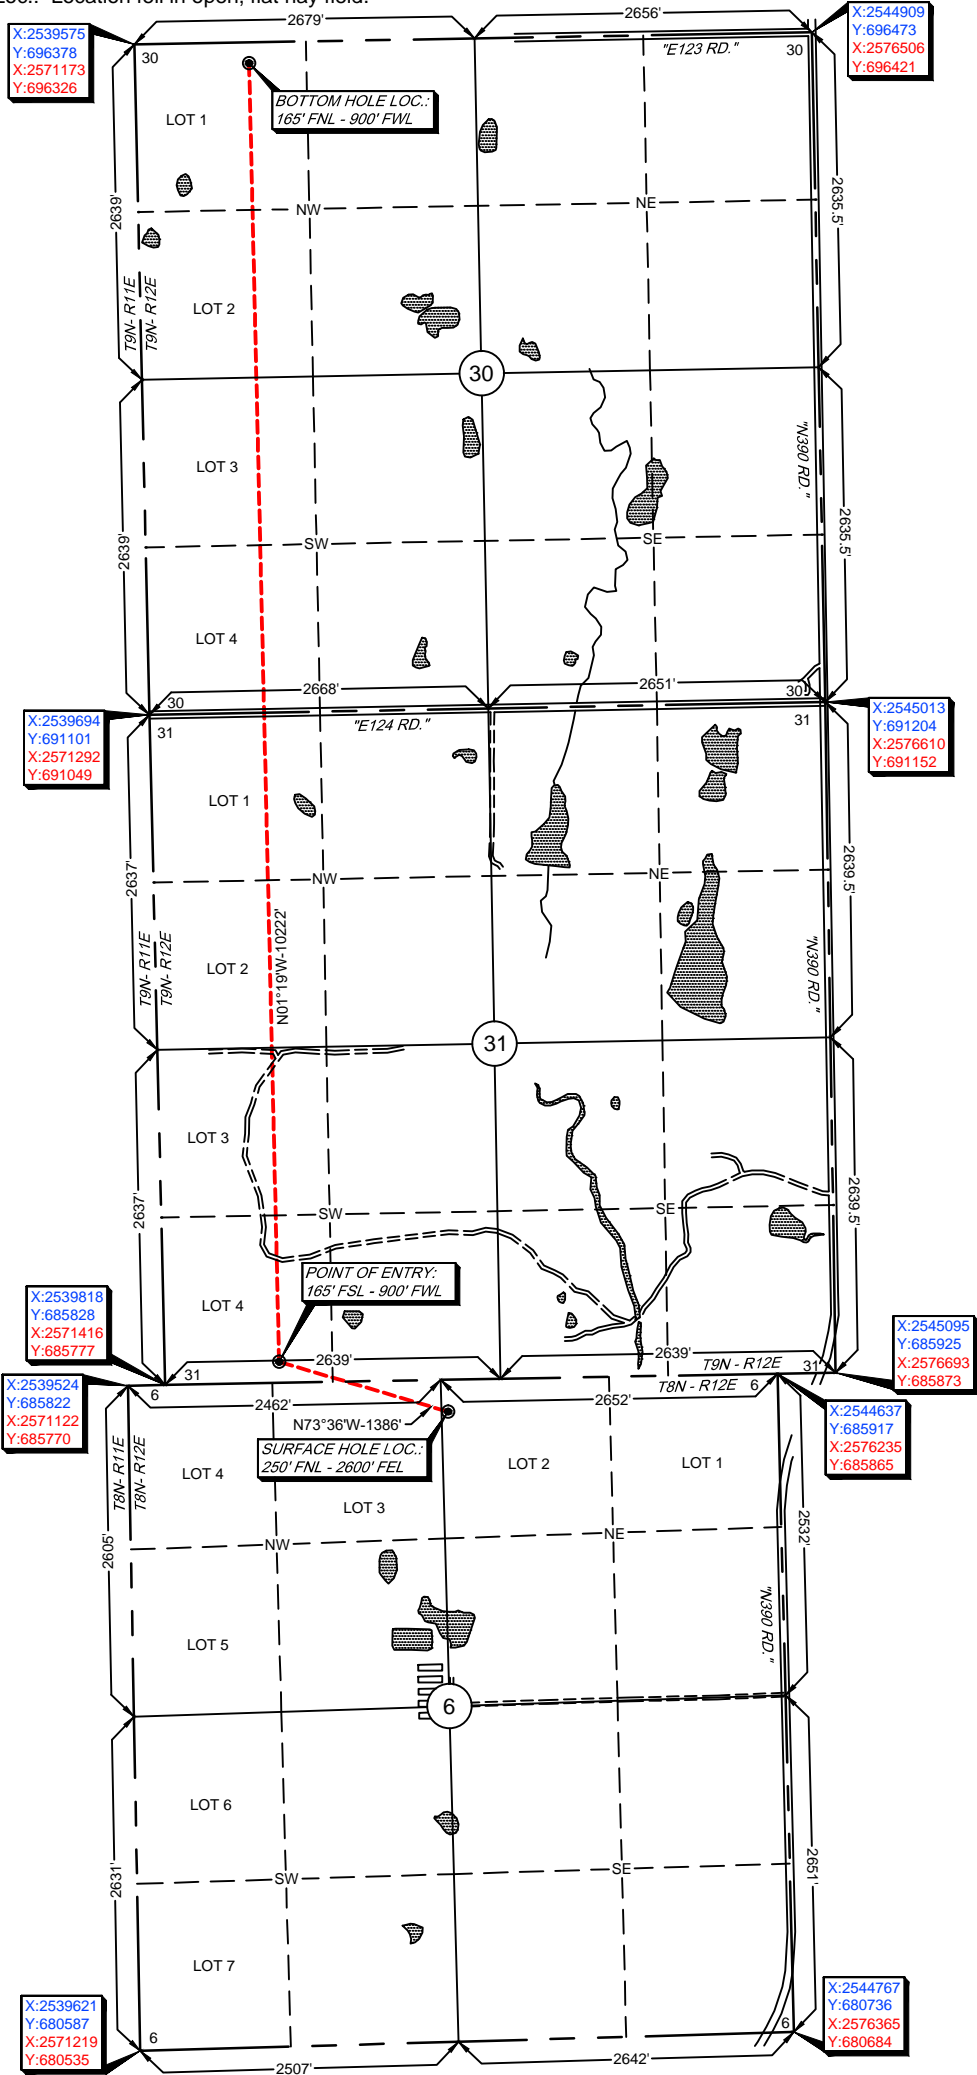 Loc.: Location fell in open, flat hay field.
2679'
2656'
X:2539575
Y:696378
X:2571173
Y:696326
X:2544909
Y:696473
X:2576506
Y:696421
30
"E123 RD."
30
BOTTOM HOLE LOC.:
165' FNL - 900' FWL
LOT 1
2639'
2635.5'
NW
NE
T9N- R11E
T9N- R12E
LOT 2
30
LOT 3
"N390 RD."
2639'
2635.5'
SW
SE
LOT 4
2668'
2651'
30
30
X:2539694
Y:691101
X:2571292
Y:691049
31
"E124 RD."
31
X:2545013
Y:691204
X:2576610
Y:691152
LOT 1
2637'
2639.5'
NW
NE
N01°19'W-10222'
T9N- R11E
T9N- R12E
LOT 2
"N390 RD."
31
LOT 3
2637'
2639.5'
SW
SE
POINT OF ENTRY:
165' FSL - 900' FWL
LOT 4
X:2539818
Y:685828
X:2571416
Y:685777
X:2545095
Y:685925
X:2576693
Y:685873
31
2639'
2639'
T9N - R12E
31
X:2539524
Y:685822
X:2571122
Y:685770
6
2462'
2652'
T8N - R12E
6
N73°36'W-1386'
X:2544637
Y:685917
X:2576235
Y:685865
SURFACE HOLE LOC.:
250' FNL - 2600' FEL
T8N- R11E
T8N- R12E
LOT 4
LOT 3
LOT 2
LOT 1
2605'
2532'
NW
NE
"N390 RD."
LOT 5
6
LOT 6
2631'
2651'
SW
SE
LOT 7
X:2539621
Y:680587
X:2571219
Y:680535
X:2544767
Y:680736
X:2576365
Y:680684
6
6
2507'
2642'